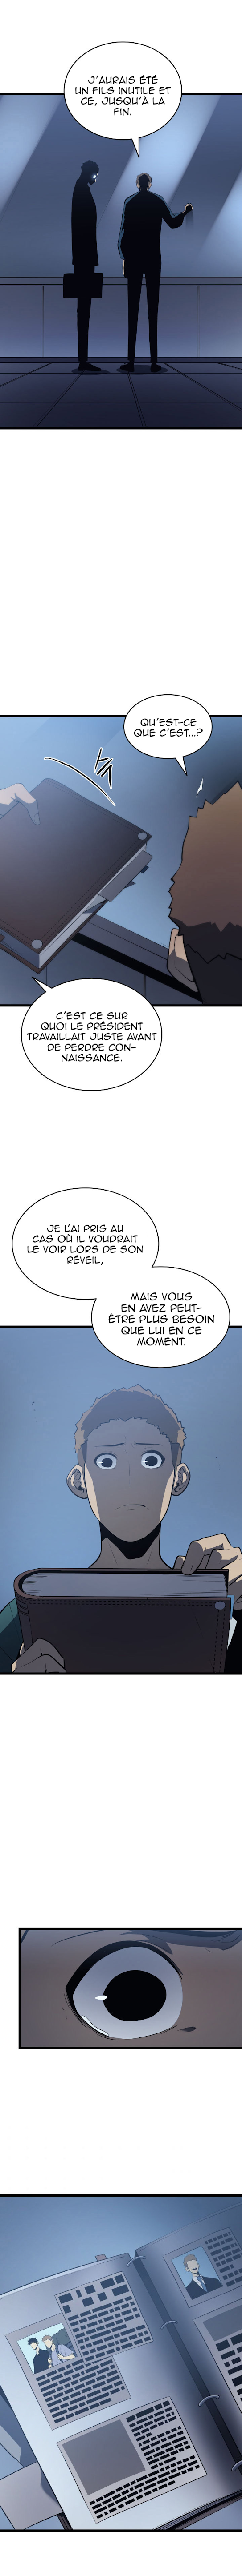 J'AURAIS ÉTÉ
UN FILS INUTILE ET
CE, JUSQU'À LA
FIN.
QU'EST-CE
QUE C'EST...?
C'EST CE SUR
QUOI LE PRÉSIDENT
TRAVAILLAIT JUSTE AVANT
DE PERDRE CON-
NAISSANCE.
JE L'AI PRIS AU
CAS OÙ IL VOUDRAIT
LE VOIR LORS DE SON
RÉVEIL,
MAIS VOUS
EN AVEZ PEUT-
ÊTRE PLUS BESOIN
QUE LUI EN CE
MOMENT.